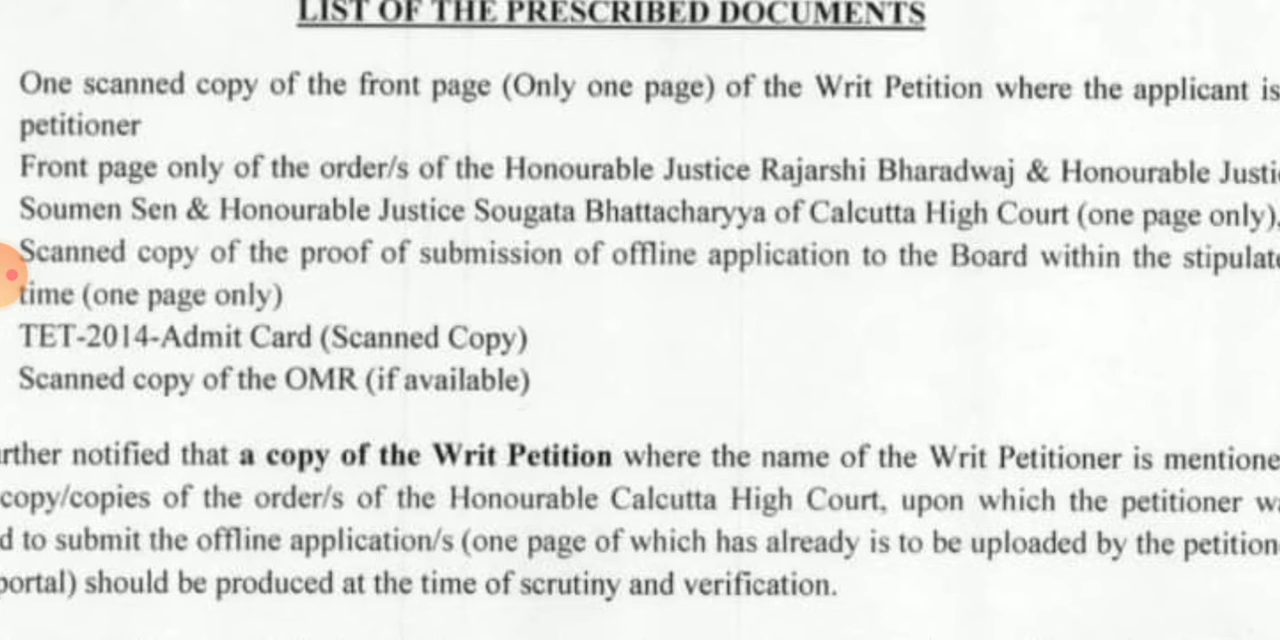 LIST OF THE PRESCRIBED DOCUMENTS
One scanned copy of the front page (Only one page) of the Writ Petition where the applicant is
petitioner
Front page only of the order/s of the Honourable Justice Rajarshi Bharadwaj & Honourable Justi
Soumen Sen & Honourable Justice Sougata Bhattacharyya of Calcutta High Court (one page only),
Scanned copy of the proof of submission of offline application to the Board within the stipulate
time (one page only)
TET-2014-Admit Card (Scanned Copy)
Scanned copy of the OMR (if available)
rther notified that a copy of the Writ Petition where the name of the Writ Petitioner is mentione
copy/copies of the order/s of the Honourable Calcutta High Court, upon which the petitioner w
d to submit the offline application/s (one page of which has already is to be uploaded by the petition
portal) should be produced at the time of scrutiny and verification.